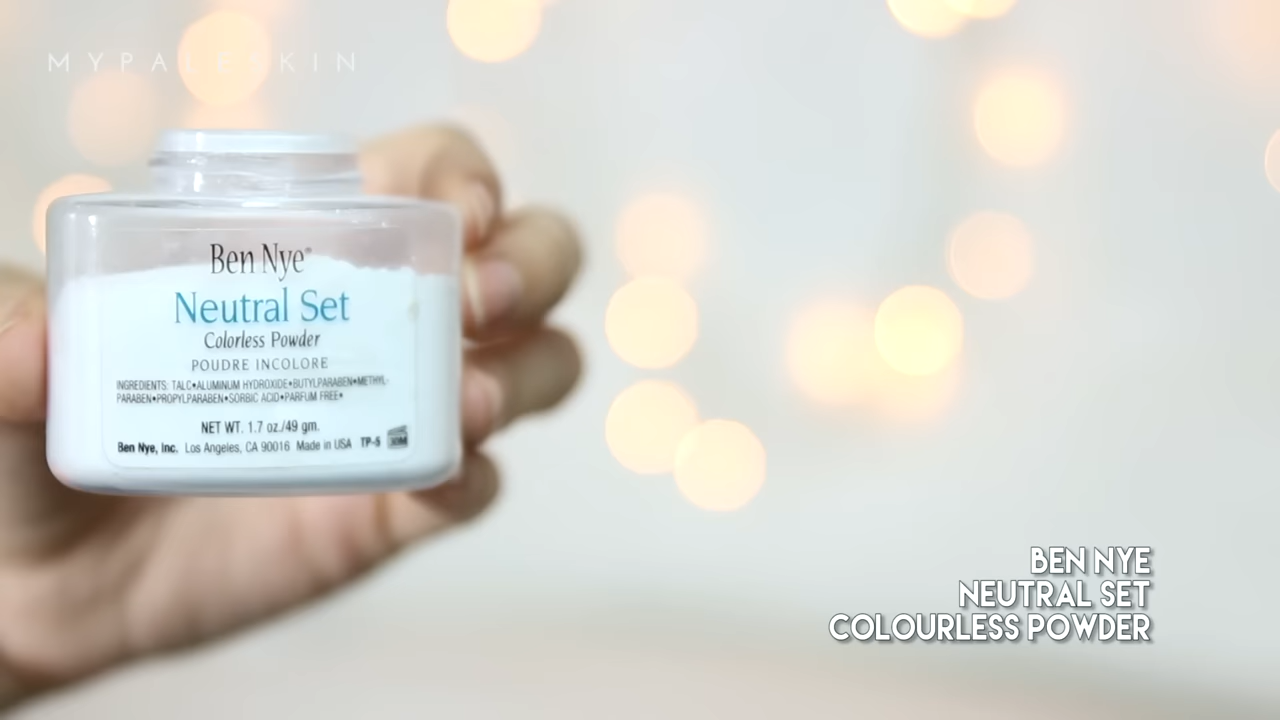 MYPALESKIN
Ben Nye®
Neutral Set
Colorless Powder
POUDRE INCOLORE
INGREDIENTS: TALC•ALUMINUM HYDROXIDE•BUTYLPARABEN•METHYL-
PARABEN•PROPYLPARABEN•SORBIC ACID•PARFUM FREE•
NET WT. 1.7 oz./49 gm.
Ben Nye, Inc. Los Angeles, CA 90016 Made in USA TP-5
BEN NYE
NEUTRAL SET
COLOURLESS POWDER